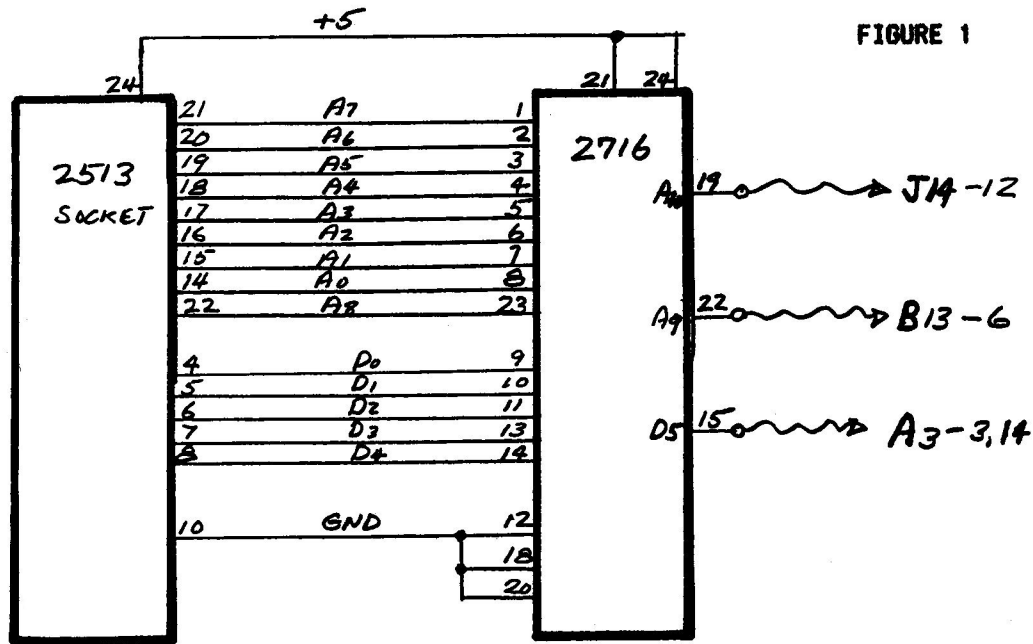 +5
FIGURE 1
24
21
24
21 A7 1
20 A6 2
19 A5 3
18 A4 4
17 A3 5
16 A2 6
15 A1 7
14 A0 8
22 A8 23
2513
SOCKET
2716
A10 19 J14-12
A9 22 B13-6
4 D0 9
5 D1 10
6 D2 11
7 D3 13
8 D4 14
D5 15 A3-3,14
10 GND 12
18
20